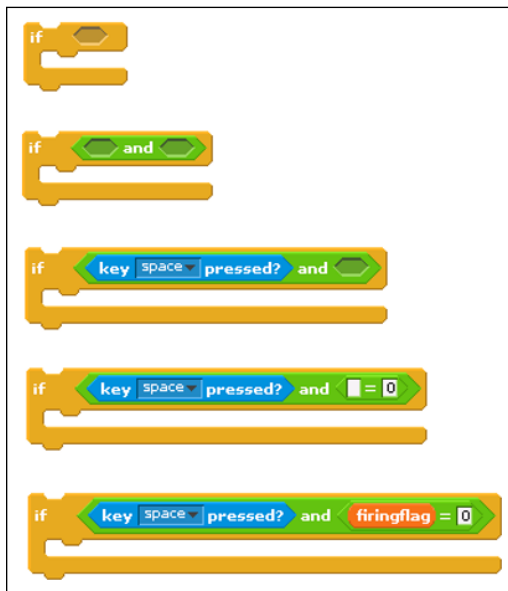 if
if and
if key space pressed? and
if key space pressed? and = 0
if key space pressed? and firingflag = 0